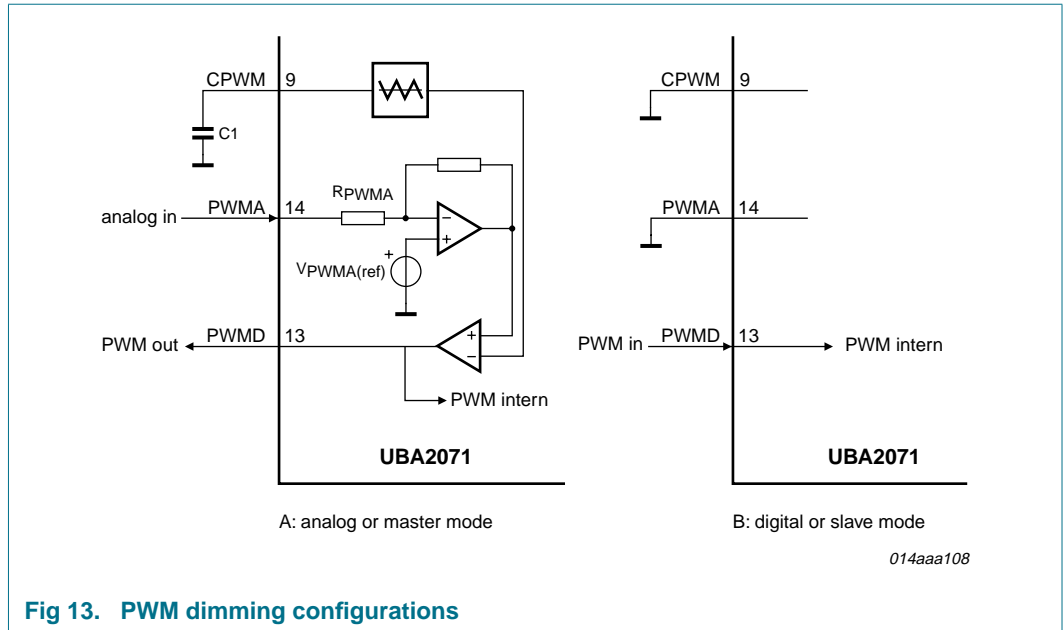 CPWM 9
C1
RPWMA
analog in PWMA 14
+
−
+
VPWMA(ref)
+
−
PWM out PWMD 13
PWM intern
UBA2071
A: analog or master mode
CPWM 9
PWMA 14
PWM in PWMD 13 PWM intern
UBA2071
B: digital or slave mode
014aaa108
Fig 13. PWM dimming configurations